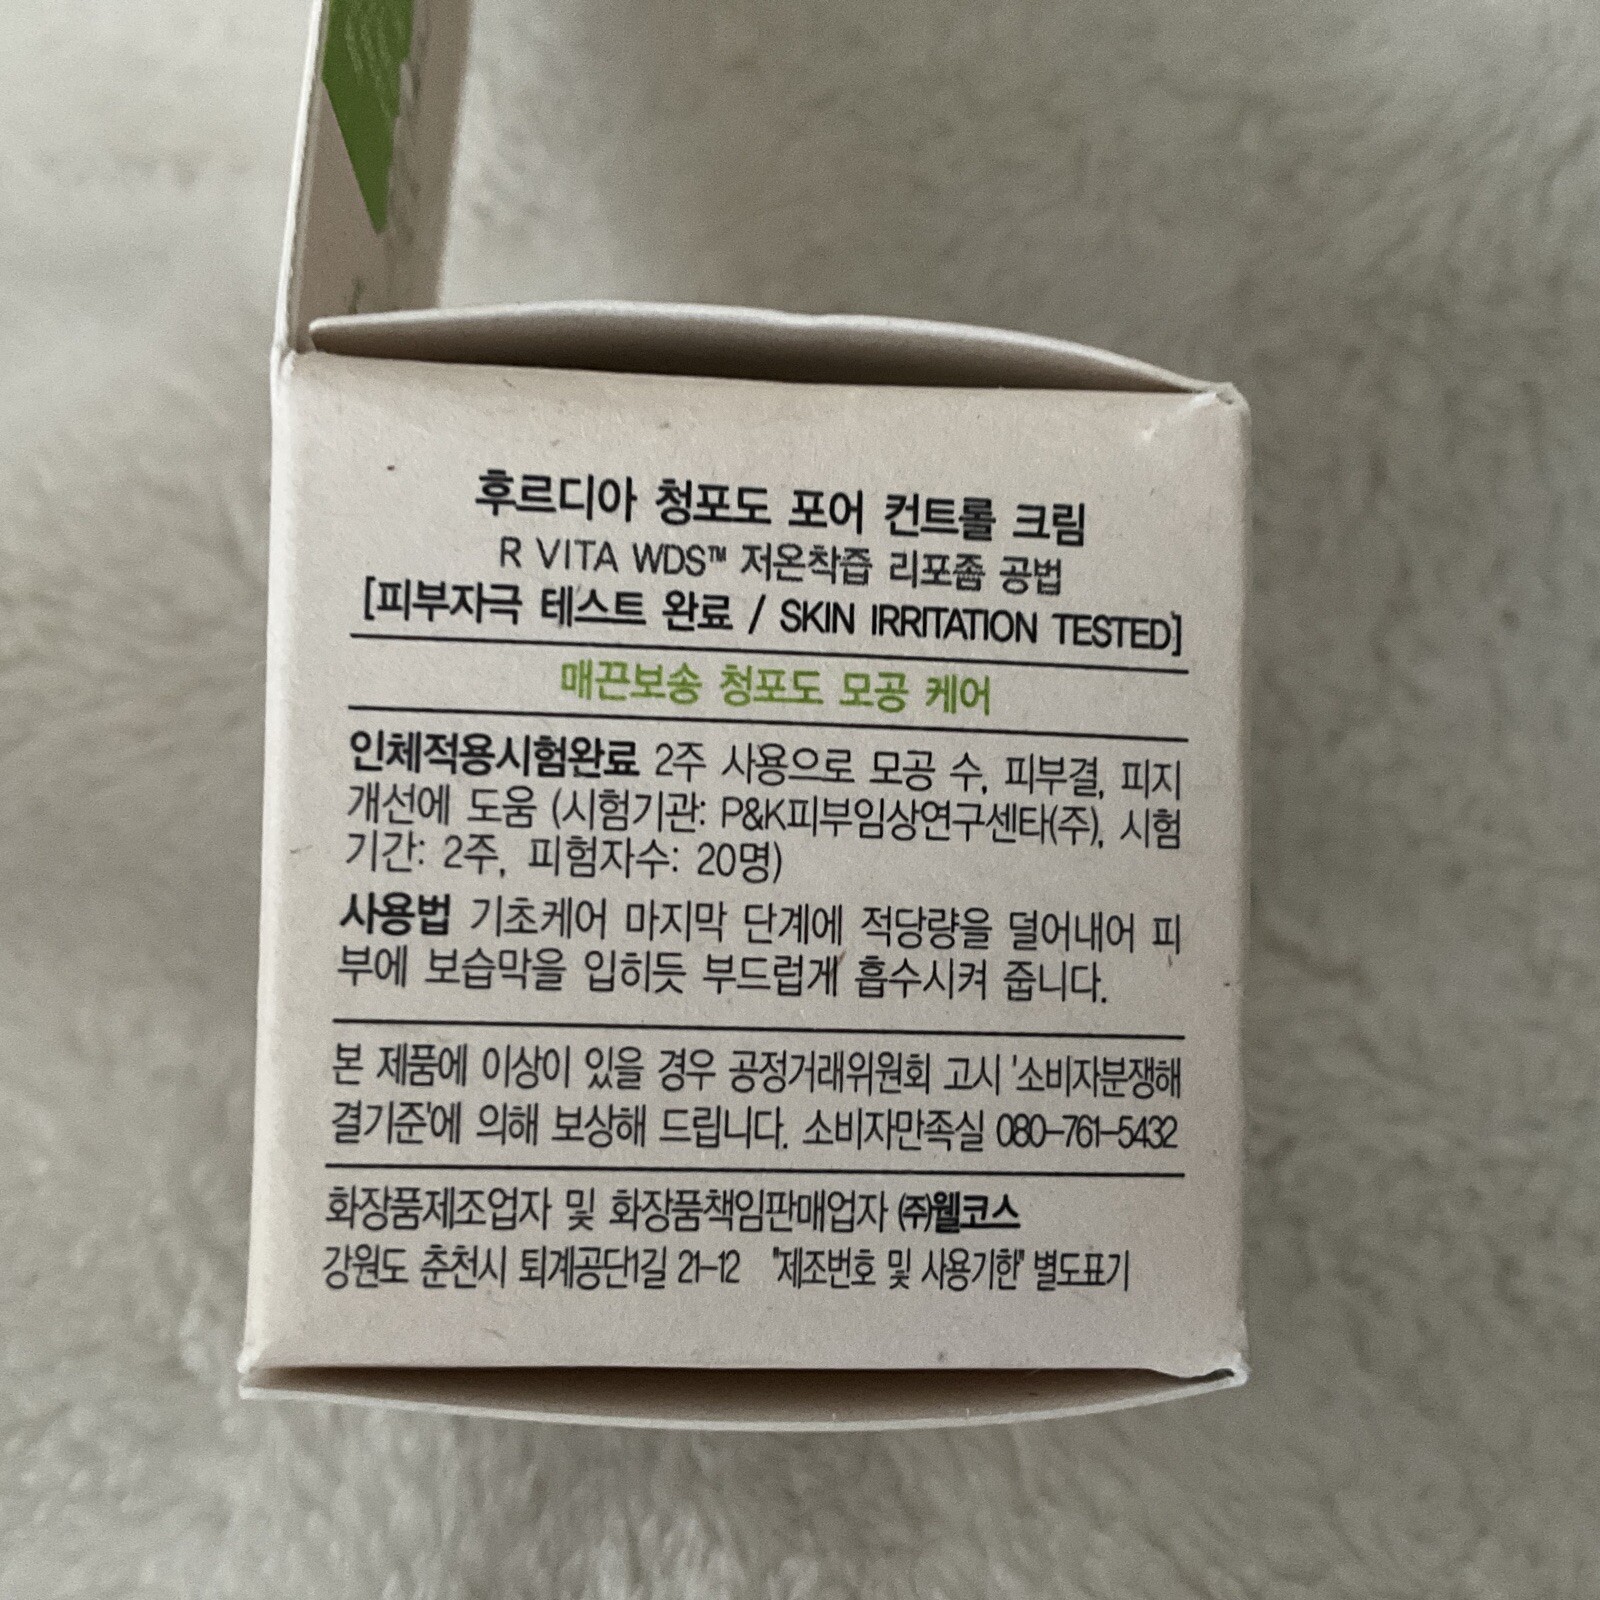 후르디아 청포도 포어 컨트롤 크림
R VITA WDS™ 저온착즙 리포좀 공법
[피부자극 테스트 완료 / SKIN IRRITATION TESTED]
매끈보송 청포도 모공 케어
인체적용시험완료 2주 사용으로 모공 수, 피부결, 피지
개선에 도움 (시험기관: P&K피부임상연구센타(주), 시험
기간: 2주, 피험자수: 20명)
사용법 기초케어 마지막 단계에 적당량을 덜어내어 피
부에 보습막을 입히듯 부드럽게 흡수시켜 줍니다.
본 제품에 이상이 있을 경우 공정거래위원회 고시 '소비자분쟁해
결기준'에 의해 보상해 드립니다. 소비자만족실 080-761-5432
화장품제조업자 및 화장품책임판매업자 ㈜웰코스
강원도 춘천시 퇴계공단1길 21-12 "제조번호 및 사용기한" 별도표기